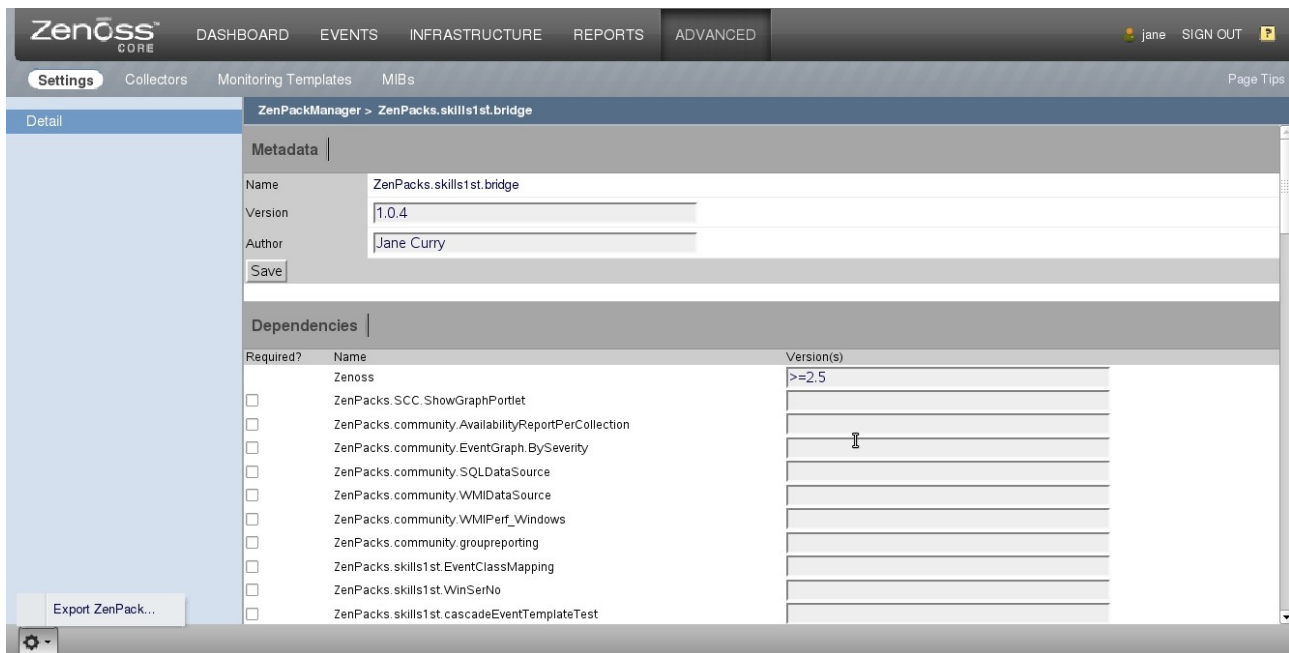 Zenōss™ CORE DASHBOARD EVENTS INFRASTRUCTURE REPORTS ADVANCED jane SIGN OUT ?
Settings Collectors Monitoring Templates MIBs Page Tips
Detail
ZenPackManager > ZenPacks.skills1st.bridge
Metadata
Name ZenPacks.skills1st.bridge
Version 1.0.4
Author Jane Curry
Save
Dependencies
Required? Name Version(s)
Zenoss >=2.5
ZenPacks.SCC.ShowGraphPortlet
ZenPacks.community.AvailabilityReportPerCollection
ZenPacks.community.EventGraph.BySeverity
ZenPacks.community.SQLDataSource
ZenPacks.community.WMIDataSource
ZenPacks.community.WMIPerf_Windows
ZenPacks.community.groupreporting
ZenPacks.skills1st.EventClassMapping
ZenPacks.skills1st.WinSerNo
ZenPacks.skills1st.cascadeEventTemplateTest
Export ZenPack...